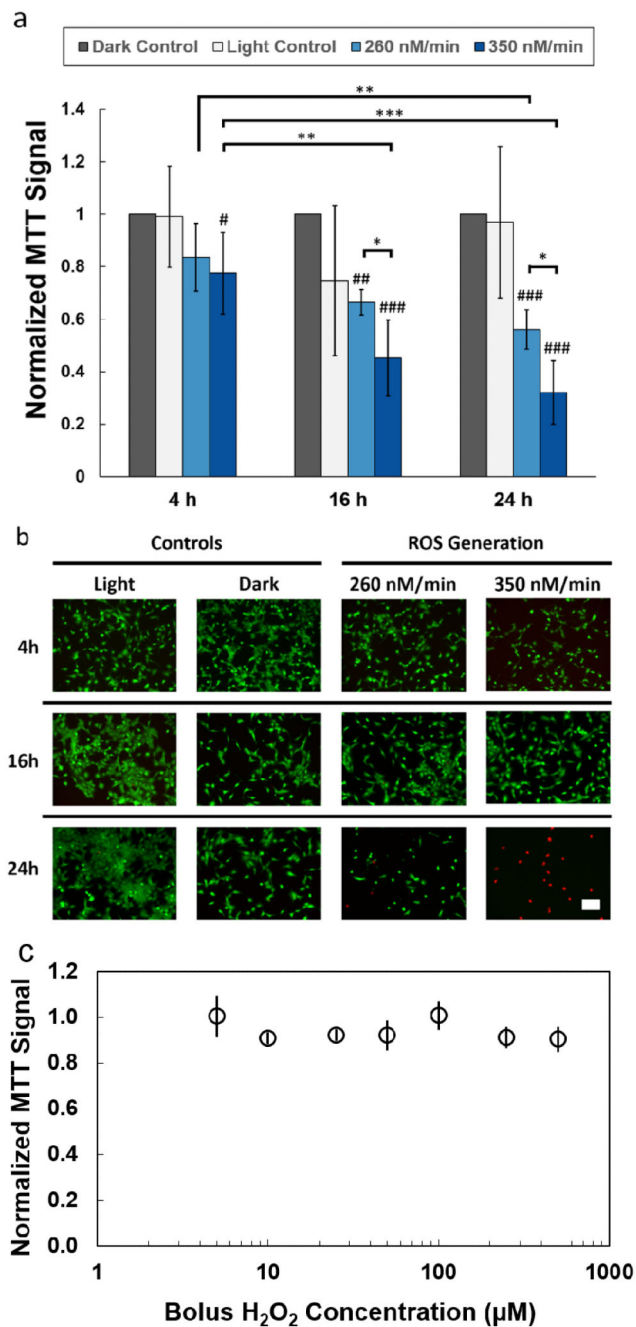 a
Dark Control Light Control 260 nM/min 350 nM/min
**
***
**
1.4
1.2
1
0.8
0.6
0.4
0.2
0
Normalized MTT Signal
#
*
##
###
*
###
###
4 h 16 h 24 h
b
Controls ROS Generation
Light Dark 260 nM/min 350 nM/min
4h
16h
24h
c
1.2
1.0
0.8
0.6
0.4
0.2
0.0
Normalized MTT Signal
1 10 100 1000
Bolus H₂O₂ Concentration (µM)